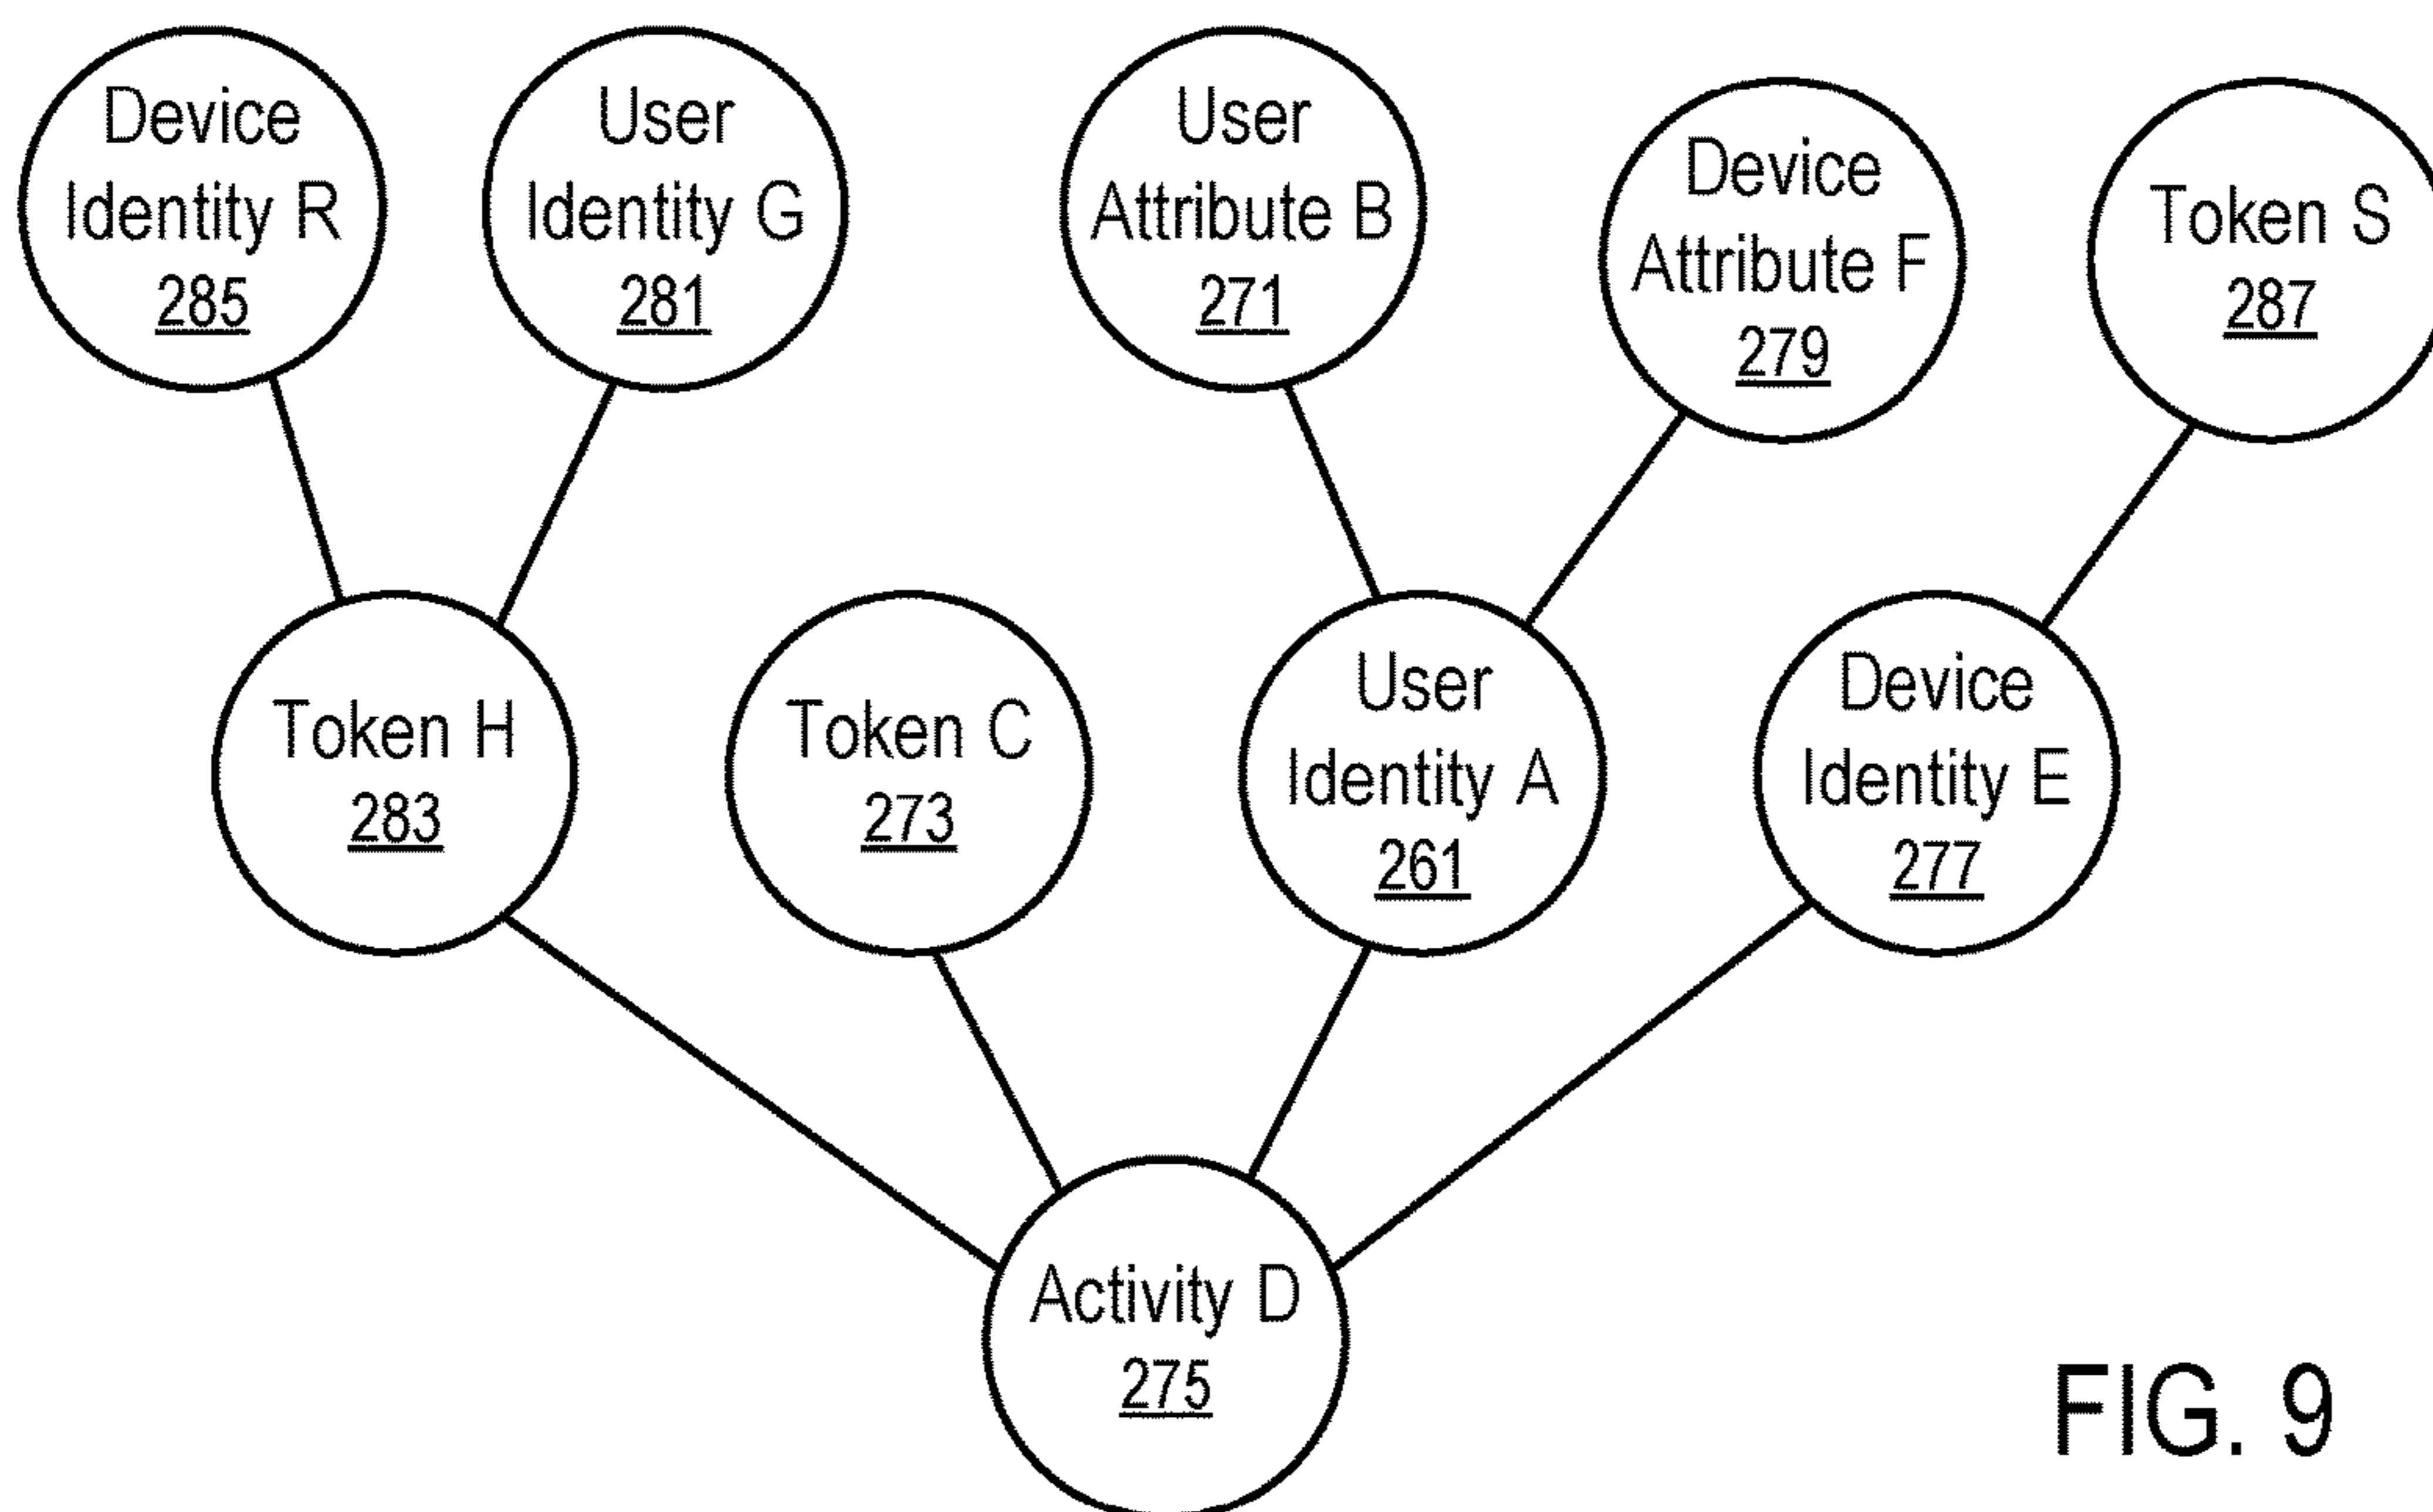 Device
Identity R
285
User
Identity G
281
User
Attribute B
271
Device
Attribute F
279
Token S
287
Token H
283
Token C
273
User
Identity A
261
Device
Identity E
277
Activity D
275
FIG. 9